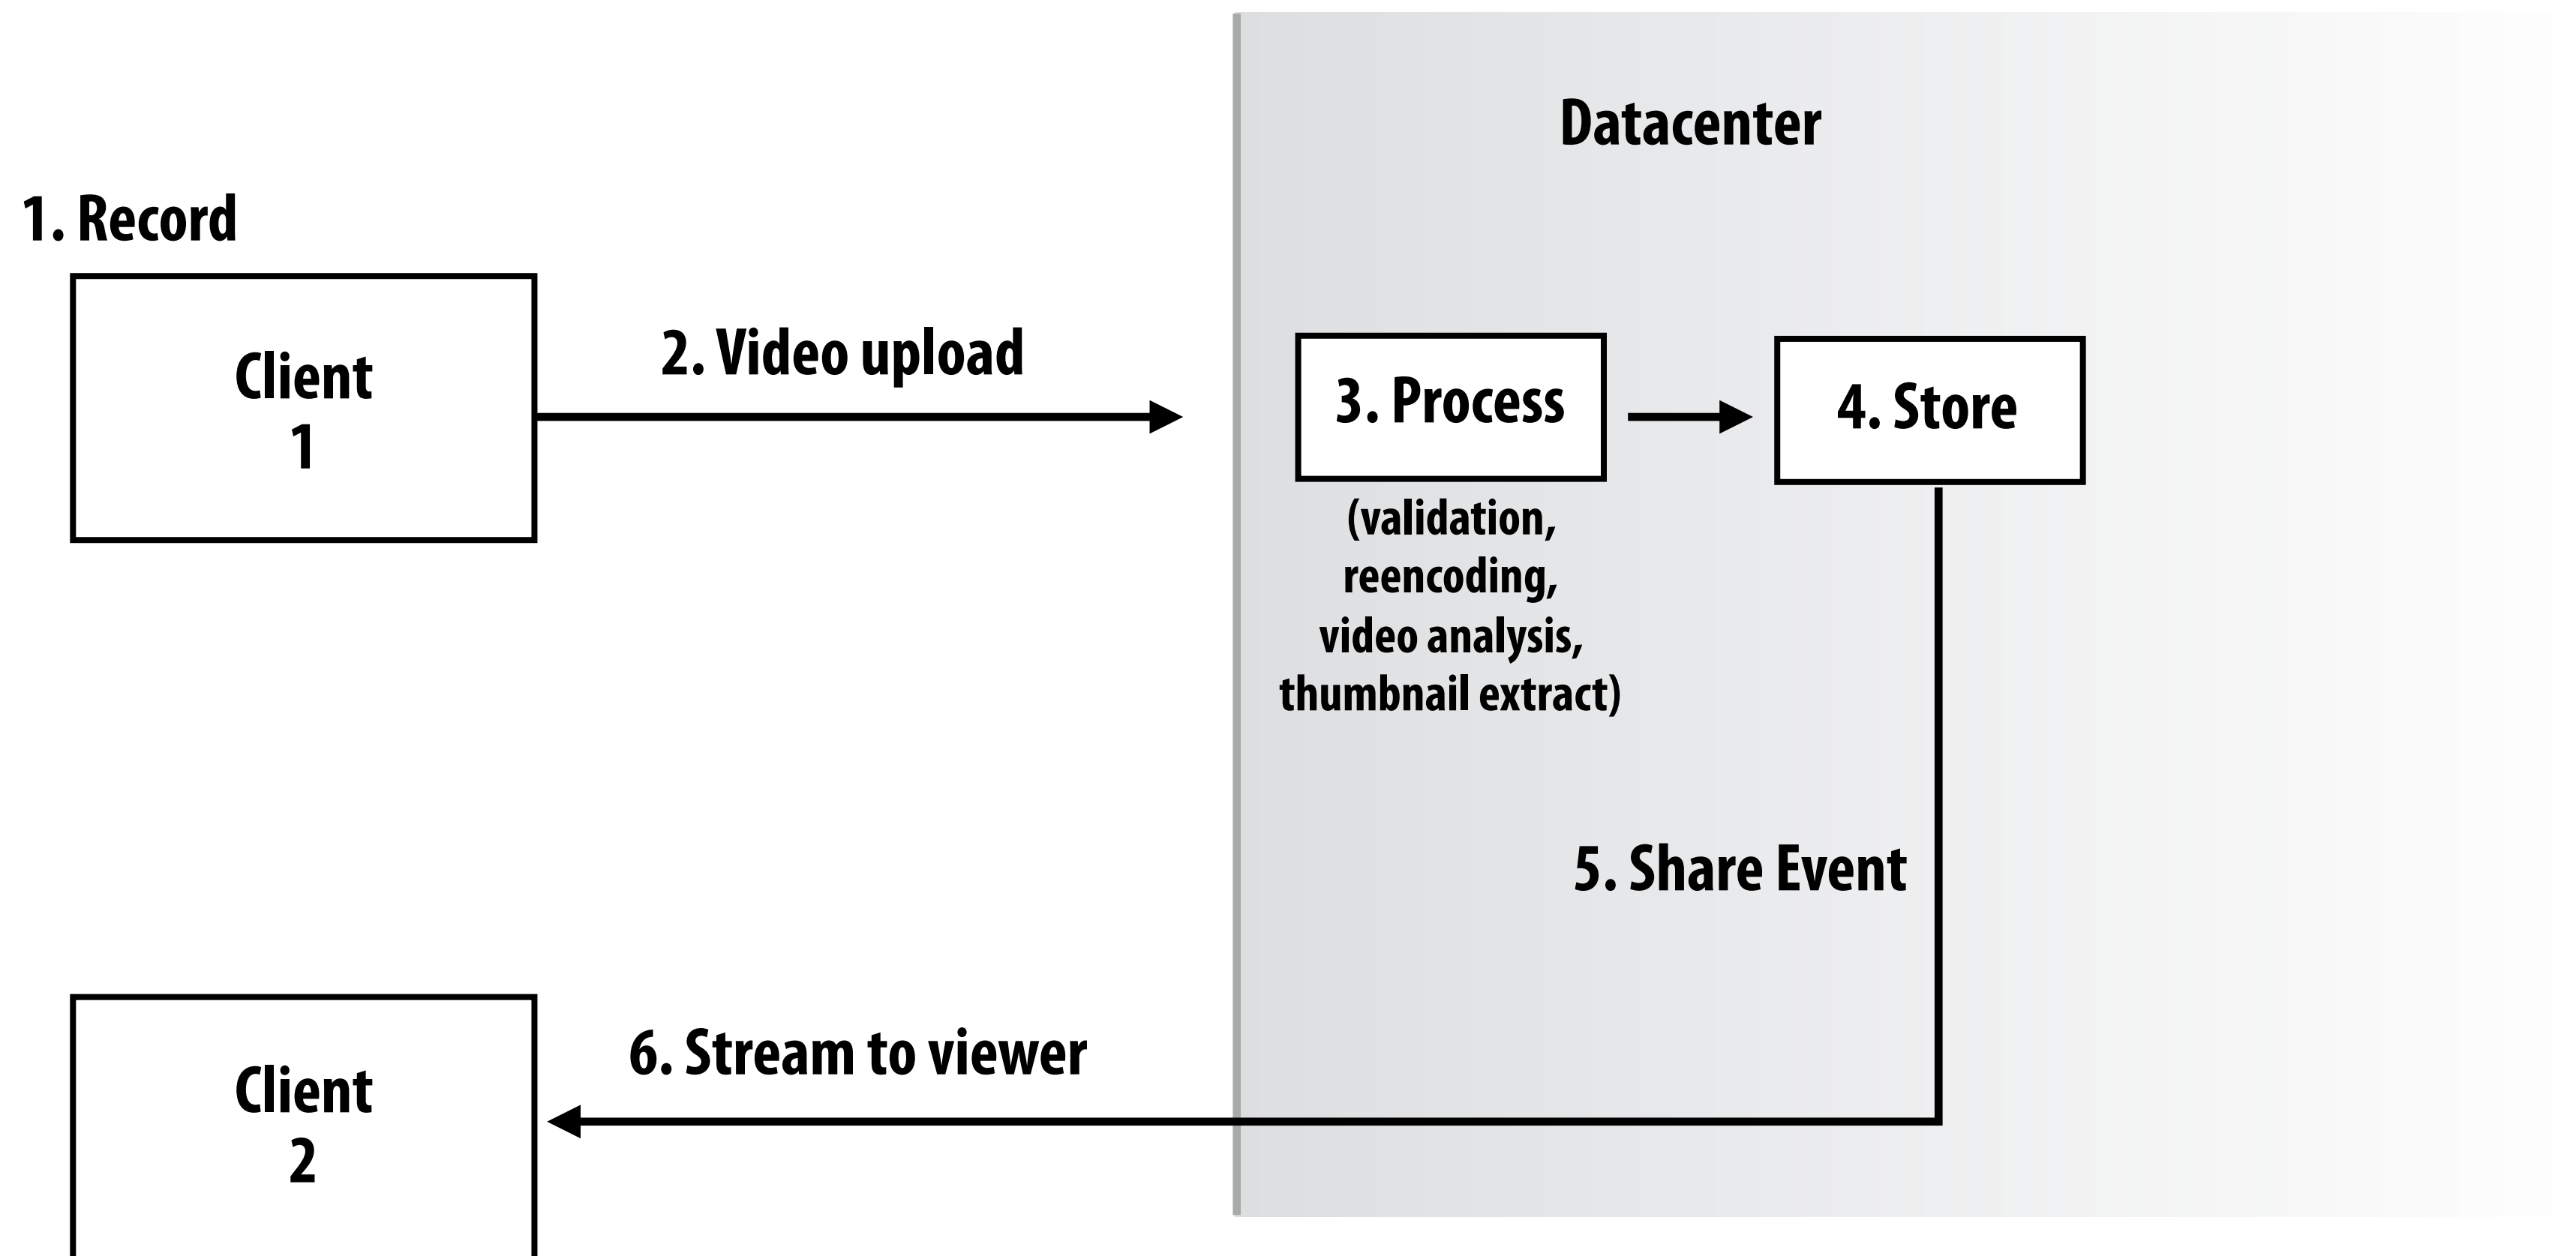 Datacenter
1. Record
Client
1
2. Video upload
3. Process
4. Store
(validation,
reencoding,
video analysis,
thumbnail extract)
5. Share Event
6. Stream to viewer
Client
2